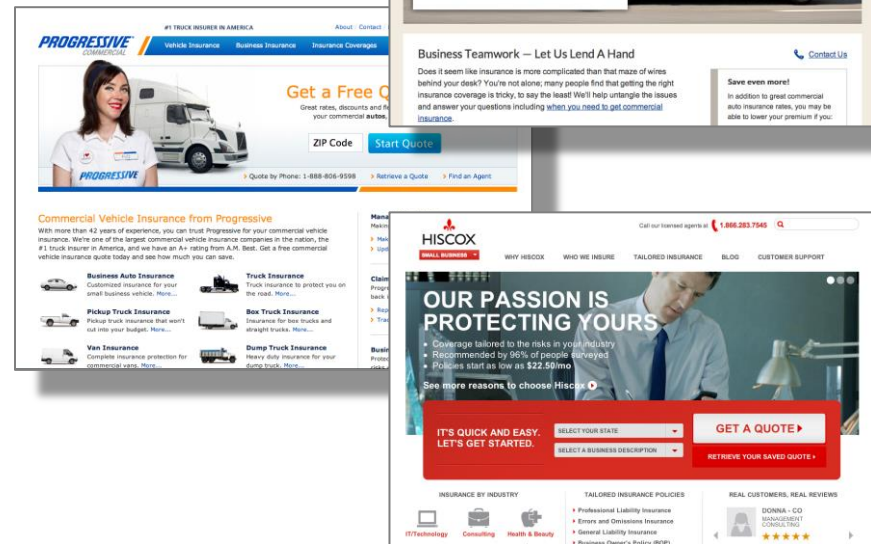 #1 TRUCK INSURER IN AMERICA
About
Contact
PROGRESSIVE
COMMERCIAL
Vehicle Insurance
Business Insurance
Insurance Coverages
Get a Free Q
Great rates, discounts and fl
your commercial autos,
ZIP Code
Start Quote
PROGRESSIVE
Quote by Phone: 1-888-806-9598
Retrieve a Quote
Find an Agent
Commercial Vehicle Insurance from Progressive
With more than 42 years of experience, you can trust Progressive for your commercial vehicle
insurance. We're one of the largest commercial vehicle insurance companies in the nation, the
#1 truck insurer in America, and we have an A+ rating from A.M. Best. Get a free commercial
vehicle insurance quote today and see how much you can save.
Business Auto Insurance
Customized insurance for your
small business vehicle. More...
Truck Insurance
Truck insurance to protect you on
the road. More...
Pickup Truck Insurance
Pickup truck insurance that won't
cut into your budget. More...
Box Truck Insurance
Insurance for box trucks and
straight trucks. More...
Van Insurance
Complete insurance protection for
commercial vans. More...
Dump Truck Insurance
Heavy duty insurance for your
dump truck. More...
Mana
Makin
Mak
Upd
Claim
Progr
back
Rep
Trac
Busin
Protec
Business Teamwork — Let Us Lend A Hand
Contact Us
Does it seem like insurance is more complicated than that maze of wires
behind your desk? You're not alone; many people find that getting the right
insurance coverage is tricky, to say the least! We'll help untangle the issues
and answer your questions including when you need to get commercial
insurance.
Save even more!
In addition to great commercial
auto insurance rates, you may be
able to lower your premium if you:
HISCOX
SMALL BUSINESS
Call our licensed agents at 1.866.283.7545
WHY HISCOX
WHO WE INSURE
TAILORED INSURANCE
BLOG
CUSTOMER SUPPORT
OUR PASSION IS
PROTECTING YOURS
• Coverage tailored to the risks in your industry
• Recommended by 96% of people surveyed
• Policies start as low as $22.50/mo
See more reasons to choose Hiscox
IT'S QUICK AND EASY.
LET'S GET STARTED.
SELECT YOUR STATE
SELECT A BUSINESS DESCRIPTION
GET A QUOTE
RETRIEVE YOUR SAVED QUOTE
INSURANCE BY INDUSTRY
IT/Technology
Consulting
Health & Beauty
TAILORED INSURANCE POLICIES
Professional Liability Insurance
Errors and Omissions Insurance
General Liability Insurance
Business Owner's Policy (BOP)
REAL CUSTOMERS, REAL REVIEWS
DONNA - CO
MANAGEMENT
CONSULTING